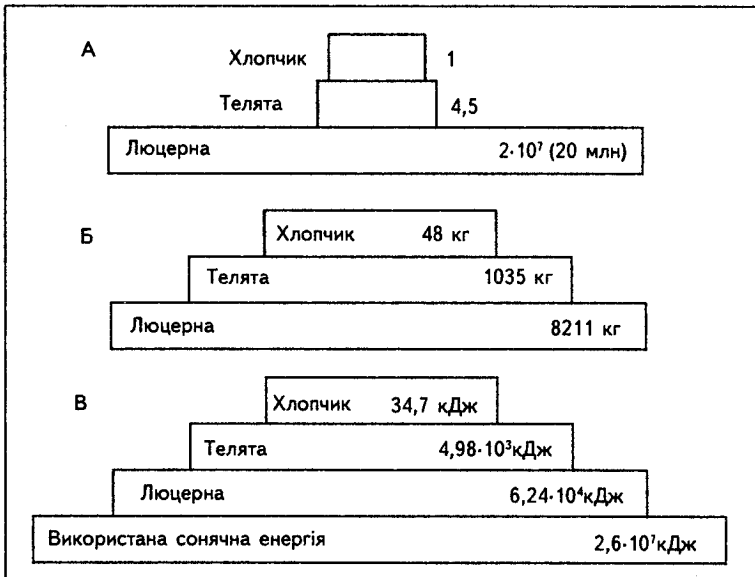 А
Хлопчик 1
Телята 4,5
Люцерна 2·10⁷ (20 млн)
Б
Хлопчик 48 кг
Телята 1035 кг
Люцерна 8211 кг
В
Хлопчик 34,7 кДж
Телята 4,98·10³кДж
Люцерна 6,24·10⁴кДж
Використана сонячна енергія 2,6·10⁷кДж